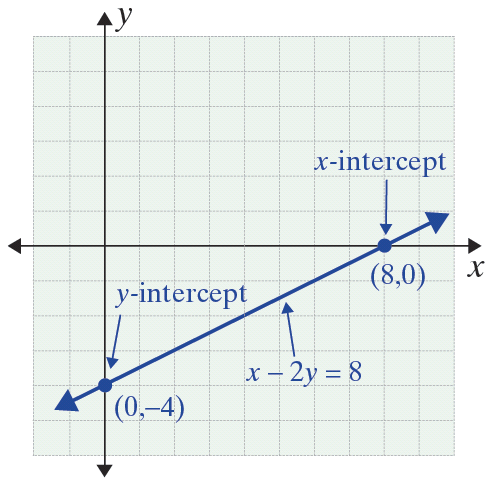 y
x-intercept
x
(8,0)
y-intercept
x − 2y = 8
(0,−4)